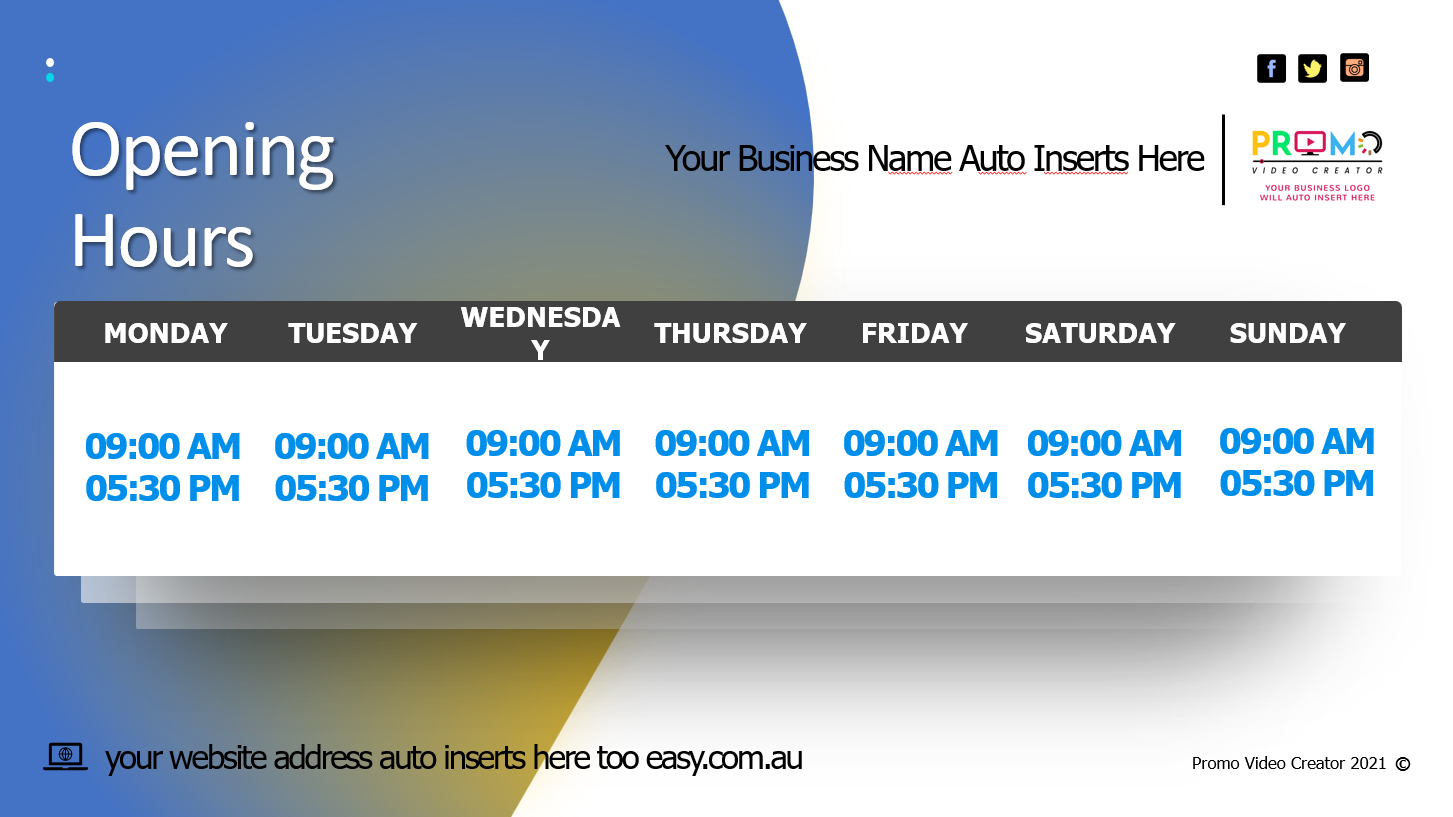 Opening
Hours
Your Business Name Auto Inserts Here
PROMO
VIDEO CREATOR
YOUR BUSINESS LOGO
WILL AUTO INSERT HERE
MONDAY TUESDAY WEDNESDA THURSDAY FRIDAY SATURDAY SUNDAY
Y
09:00 AM 09:00 AM 09:00 AM 09:00 AM 09:00 AM 09:00 AM 09:00 AM
05:30 PM 05:30 PM 05:30 PM 05:30 PM 05:30 PM 05:30 PM 05:30 PM
your website address auto inserts here too easy.com.au
Promo Video Creator 2021 ©